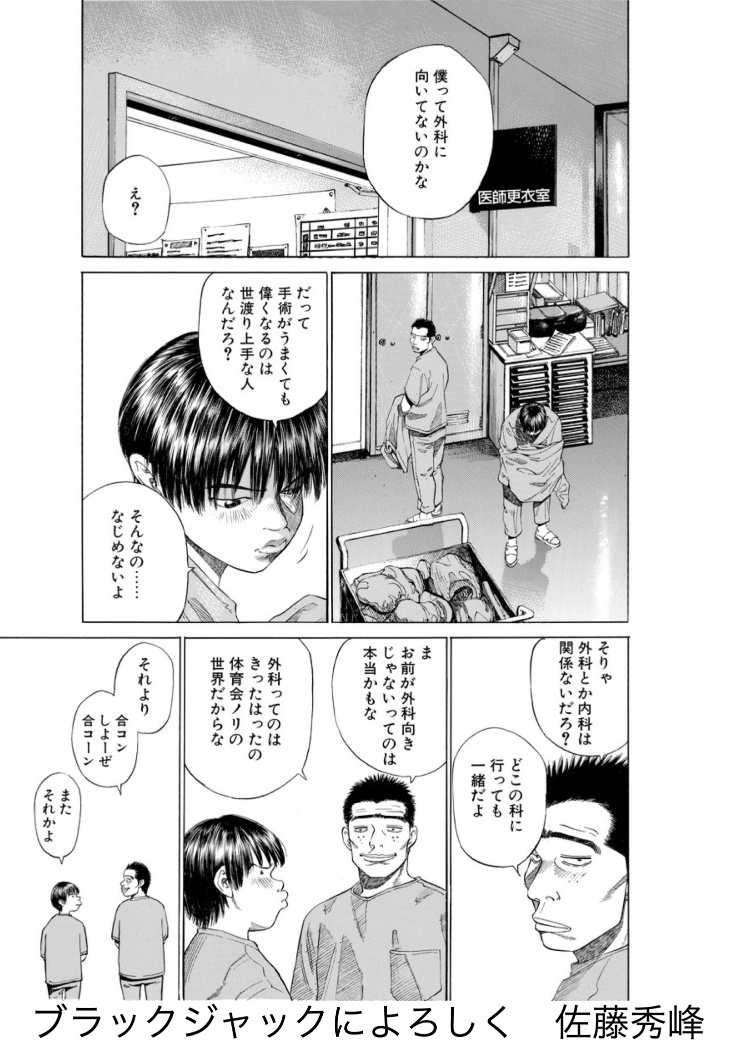 僕って外科に
向いてないのかな
医師更衣室
え？
だって
手術がうまくても
偉くなるのは
世渡り上手な人
なんだろ？
そんなの……
なじめないよ
そりゃ
外科とか内科は
関係ないだろ？
どこの科に
行っても
一緒だよ
ま
お前が外科向き
じゃないってのは
本当かもな
外科ってのは
きったはったの
体育会ノリの
世界だからな
それより
合コン
しよーぜ
合コーン
また
それかよ
ブラックジャックによろしく　佐藤秀峰